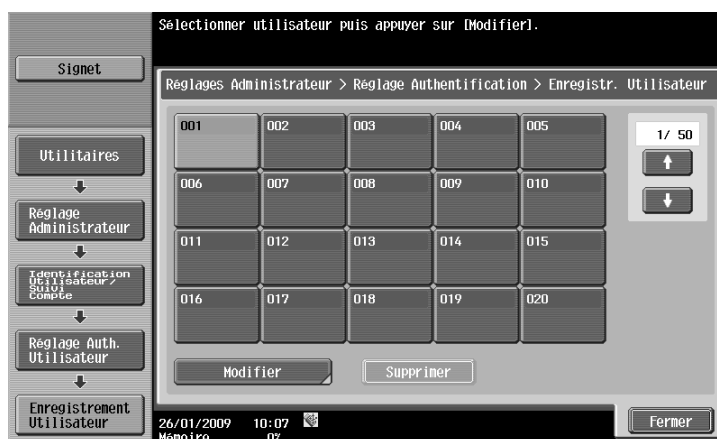 Sélectionner utilisateur puis appuyer sur [Modifier].
Signet
Réglages Administrateur > Réglage Authentification > Enregistr. Utilisateur
001 002 003 004 005
1/ 50
Utilitaires
006 007 008 009 010
Réglage
Administrateur
011 012 013 014 015
Identification
Utilisateur/
Suivi
Compte
016 017 018 019 020
Réglage Auth.
Utilisateur
Modifier Supprimer
Enregistrement
Utilisateur
26/01/2009 10:07
Fermer
Mémoire 0%